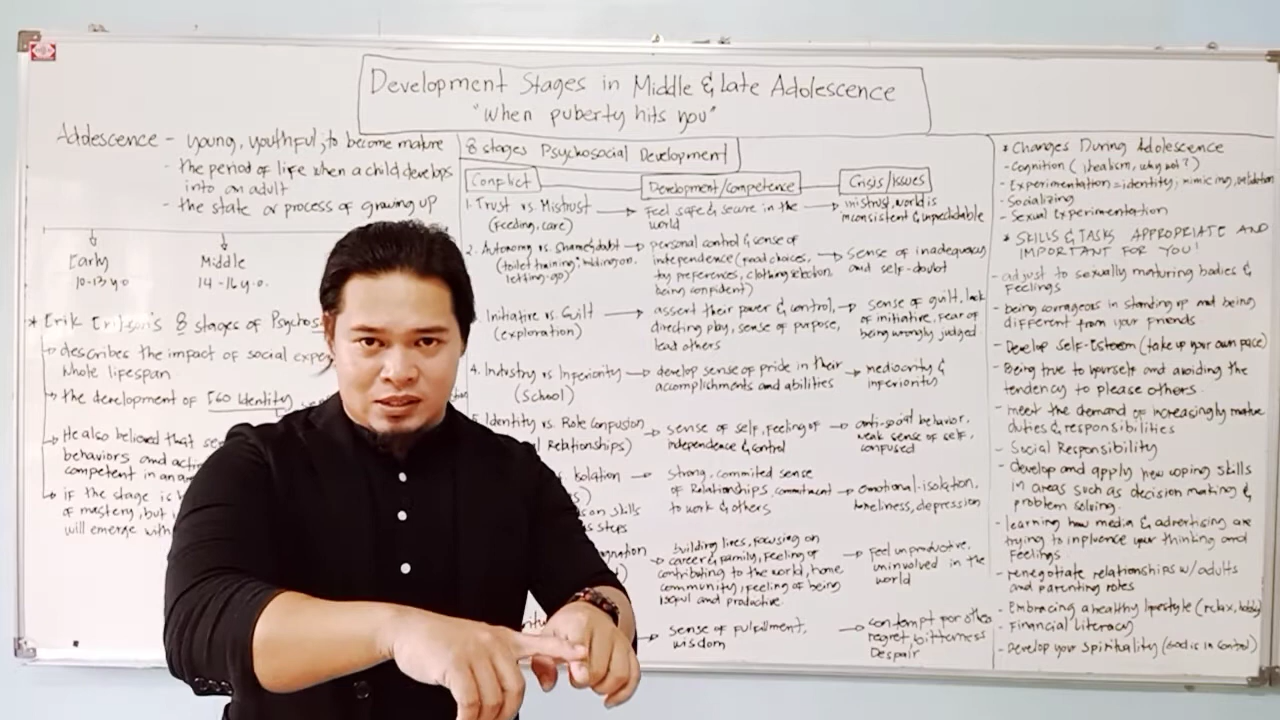 Development Stages in Middle & Late Adolescence
"When puberty hits you"
Adolescence - young, youthful, to become mature
- the period of life when a child develops
into an adult
- the state or process of growing up
Early
10-13 y.o
Middle
14-16 y.o.
* Erik Erikson's 8 stages of Psychos
describes the impact of social expe
whole lifespan
the development of EGO Identity
He also believed that
behaviors and acti
competent in an
if the stage is
of mastery, but
will emerge with
8 stages Psychosocial Development
Conflict
Development/competence
Crisis/Issues
1. Trust vs Mistrust
(feeding, care)
Feel safe & secure in the
world
mistrust, world is
inconsistent & unpredictable
2. Autonomy vs. Shame & doubt
(toilet training, holding on,
letting-go)
personal control & sense of
independence (food choices,
toy preferences, clothing selection,
being confident)
Sense of inadequacy
and self-doubt
Initiative vs. Guilt
(exploration)
assert their power & control,
directing play, sense of purpose,
lead others
sense of guilt, lack
of initiative, fear of
being wrongly judged
4. Industry vs Inferiority
(School)
develop sense of pride in their
accomplishments and abilities
mediocrity &
inferiority
Identity vs. Role Confusion
Relationships)
sense of self, feeling of
independence & control
anti-social behavior,
weak sense of self,
confused
Isolation
strong, commited sense
of Relationships, commitment
to work & others
emotional-isolation,
loneliness, depression
skills
steps
gnation
building lives, focusing on
career & family, feeling of
contributing to the world, home
community, feeling of being
useful and productive.
Feel unproductive,
uninvolved in the
world
sense of fulfillment,
wisdom
contempt for other
regret, bitterness
Despair
* Changes During Adolescence
- Cognition (idealism, why not?)
- Experimentation = identity, mimicing, validation
- Socializing
- Sexual Experimentation
* SKILLS & TASKS APPROPRIATE AND
IMPORTANT FOR YOU!
- adjust to sexually maturing bodies &
Feelings
- being courageous in standing up and being
different from your friends
- Develop self-Esteem (take up your own pace)
- Being true to yourself and avoiding the
tendency to please others.
- meet the demand of increasingly mature
duties & responsibilities
- Social Responsibility
- develop and apply new coping skills
in areas such as decision making &
problem solving.
- learning how media & advertising are
trying to influence your thinking and
Feelings
- renegotiate relationships w/ adults
and parenting roles
- Embracing a healthy lifestyle (relax, hobby)
- Financial literacy
- Develop your Spirituality (God is in Control)